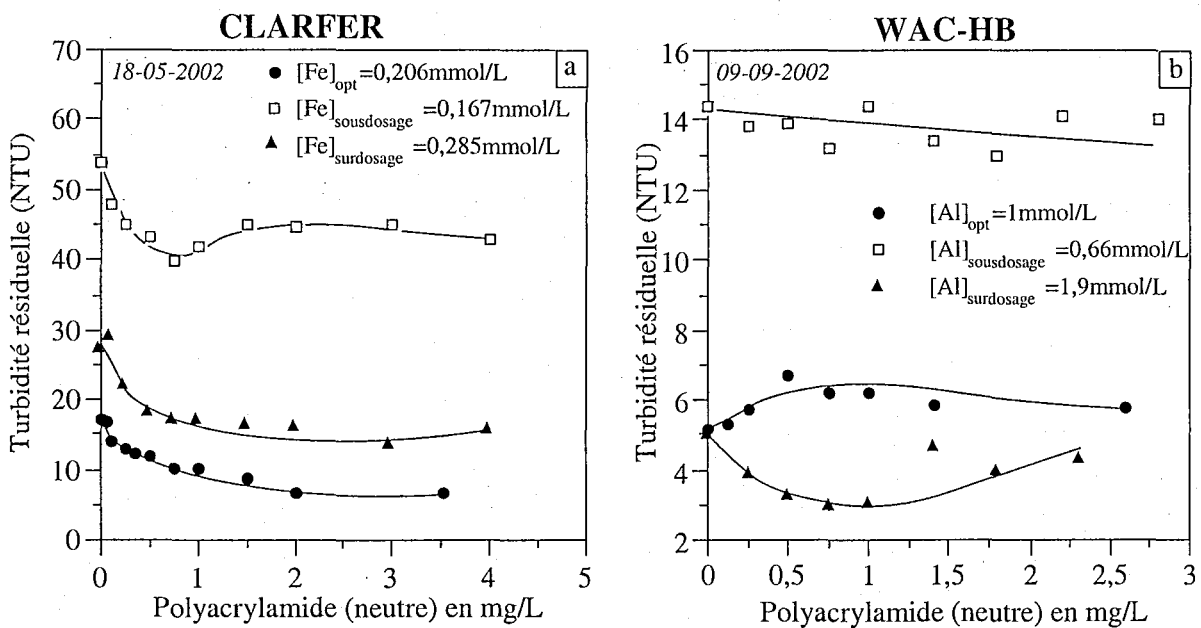 CLARFER
18-05-2002
a
[Fe]opt=0,206mmol/L
[Fe]sousdosage =0,167mmol/L
[Fe]surdosage =0,285mmol/L
Turbidité résiduelle (NTU)
70
60
50
40
30
20
10
0
0
1
2
3
4
5
Polyacrylamide (neutre) en mg/L
WAC-HB
09-09-2002
b
[Al]opt=1mmol/L
[Al]sousdosage =0,66mmol/L
[Al]surdosage =1,9mmol/L
Turbidité résiduelle (NTU)
16
14
12
10
8
6
4
2
0
0,5
1
1,5
2
2,5
3
Polyacrylamide (neutre) en mg/L